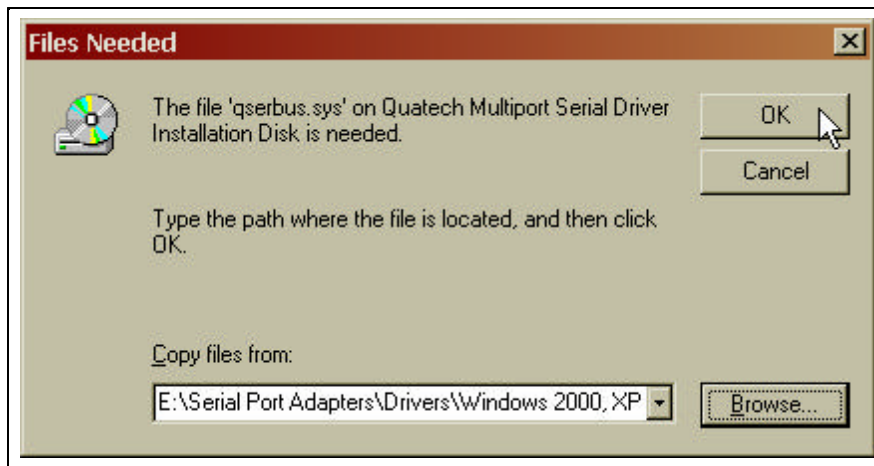 Files Needed
The file 'qserbus.sys' on Quatech Multiport Serial Driver
Installation Disk is needed.
OK
Cancel
Type the path where the file is located, and then click
OK.
Copy files from:
E:\Serial Port Adapters\Drivers\Windows 2000, XP
Browse...